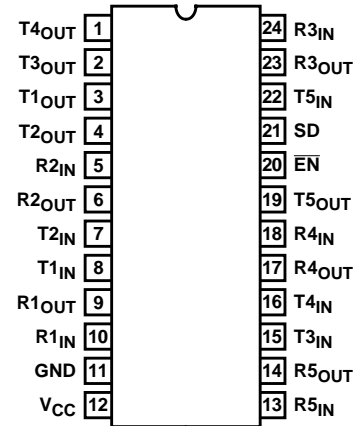 T4OUT 1 24 R3IN
T3OUT 2 23 R3OUT
T1OUT 3 22 T5IN
T2OUT 4 21 SD
R2IN 5 20 E̅N̅
R2OUT 6 19 T5OUT
T2IN 7 18 R4IN
T1IN 8 17 R4OUT
R1OUT 9 16 T4IN
R1IN 10 15 T3IN
GND 11 14 R5OUT
VCC 12 13 R5IN